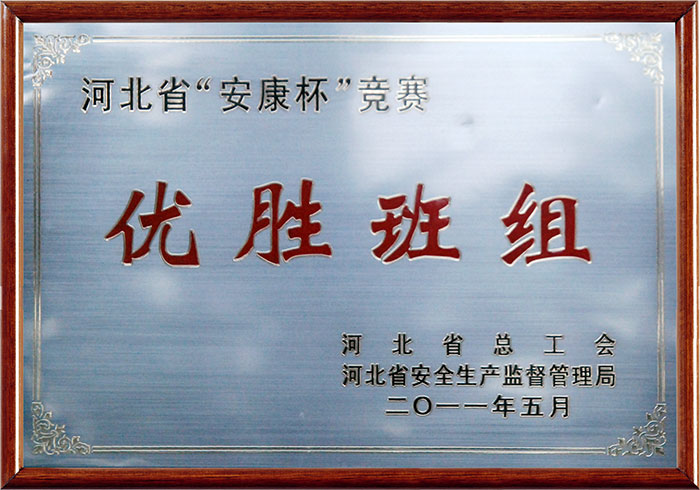 河北省“安康杯”竞赛
优胜班组
河北省总工会
河北省安全生产监督管理局
二〇一一年五月